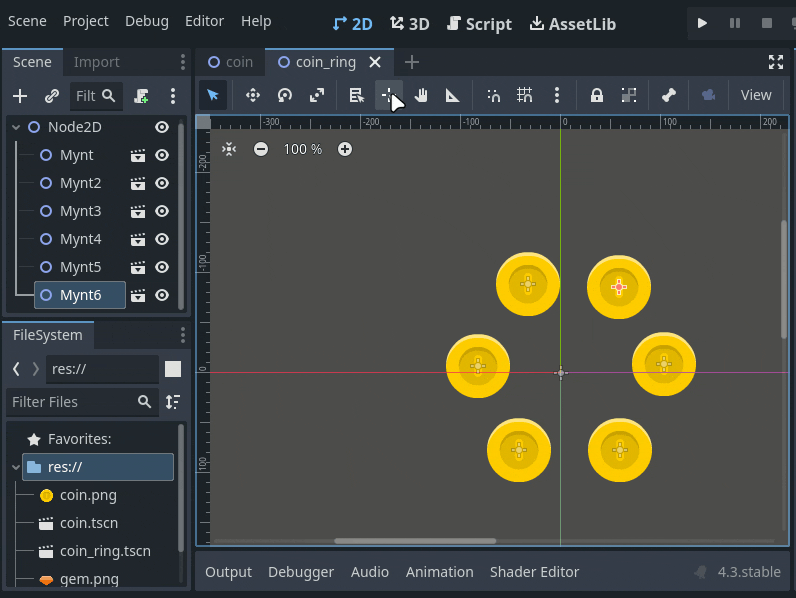 Scene Project Debug Editor Help 2D 3D Script AssetLib
Scene Import coin coin_ring
Filt View
Node2D
Mynt
Mynt2
Mynt3
Mynt4
Mynt5
Mynt6
-300 -200 -100 0 100 200
-200
-100
0
100
100 %
FileSystem
res://
Filter Files
Favorites:
res://
coin.png
coin.tscn
coin_ring.tscn
gem.png
Output Debugger Audio Animation Shader Editor 4.3.stable